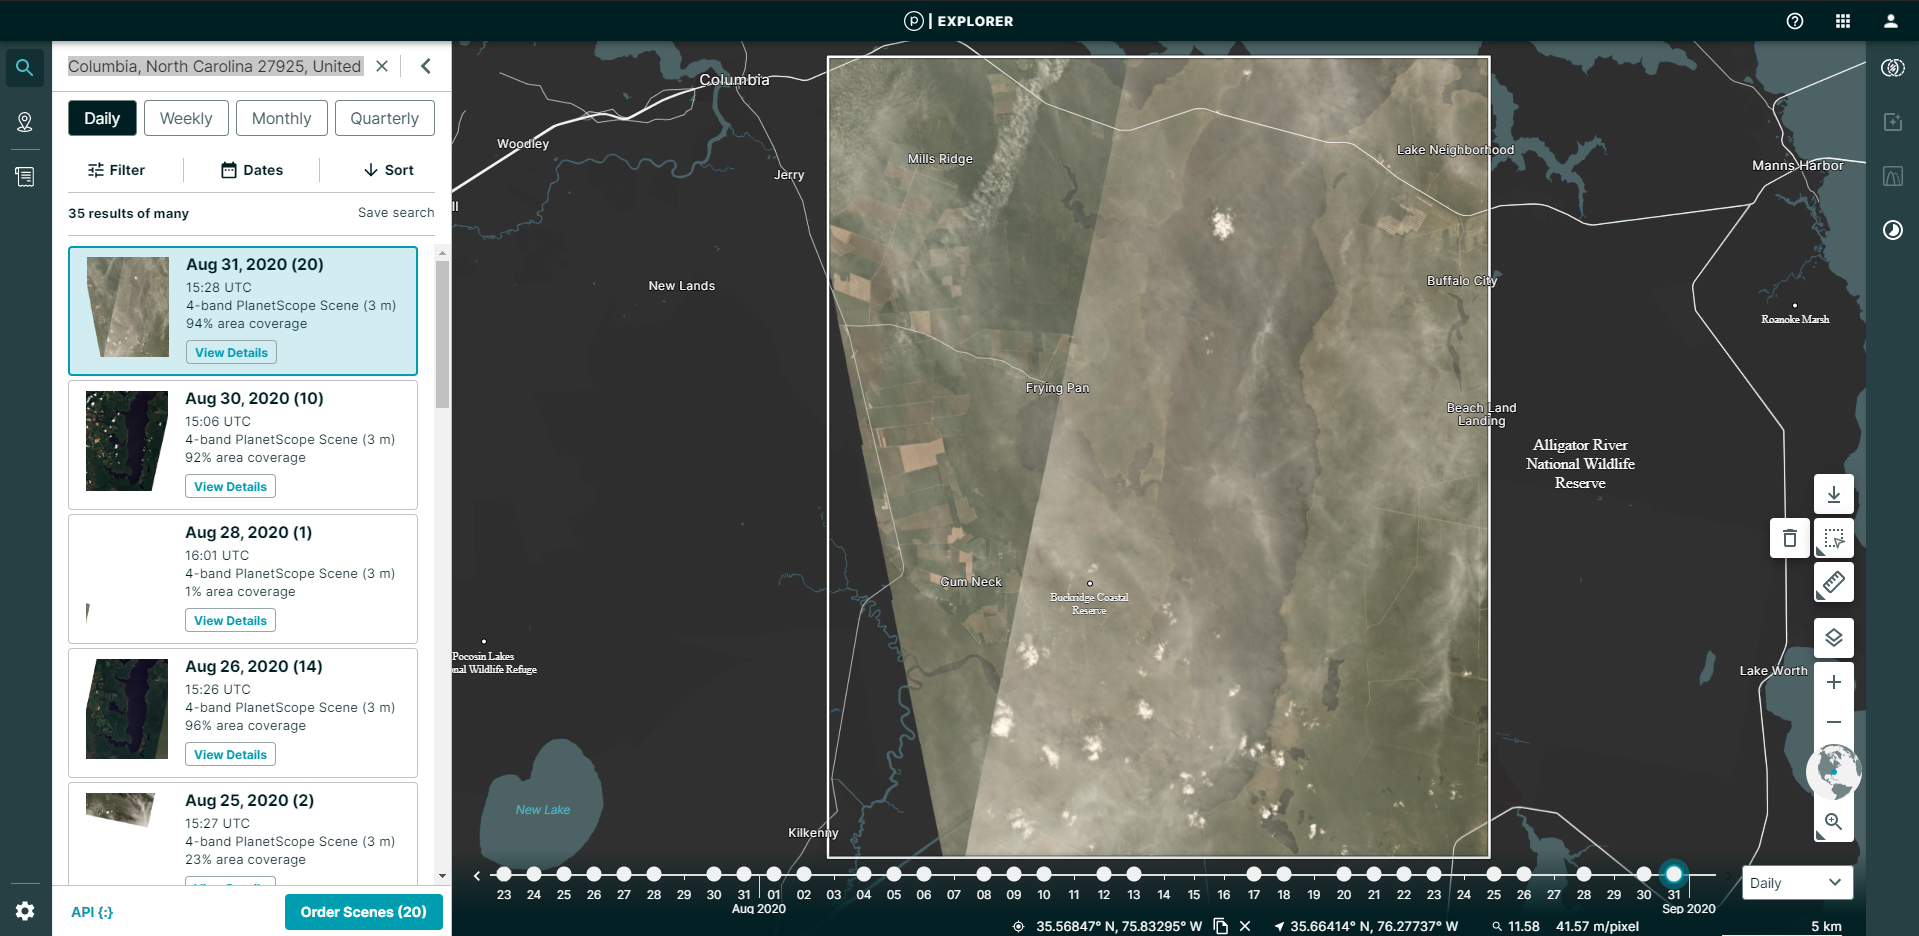 P | EXPLORER
Columbia, North Carolina 27925, United
Daily
Weekly
Monthly
Quarterly
Filter
Dates
Sort
35 results of many
Save search
Aug 31, 2020 (20)
15:28 UTC
4-band PlanetScope Scene (3 m)
94% area coverage
View Details
Aug 30, 2020 (10)
15:06 UTC
4-band PlanetScope Scene (3 m)
92% area coverage
View Details
Aug 28, 2020 (1)
16:01 UTC
4-band PlanetScope Scene (3 m)
1% area coverage
View Details
Aug 26, 2020 (14)
15:26 UTC
4-band PlanetScope Scene (3 m)
96% area coverage
View Details
Aug 25, 2020 (2)
15:27 UTC
4-band PlanetScope Scene (3 m)
23% area coverage
API {:}
Order Scenes (20)
Columbia
Woodley
Jerry
ll
New Lands
Mills Ridge
Lake Neighborhood
Manns Harbor
Buffalo City
Roanoke Marsh
Frying Pan
Beach Land
Landing
Alligator River
National Wildlife
Reserve
Gum Neck
Buckridge Coastal
Reserve
Pocosin Lakes
nal Wildlife Refuge
Lake Worth
New Lake
Kilkenny
23 24 25 26 27 28 29 30 31 01 02 03 04 05 06 07 08 09 10 11 12 13 14 15 16 17 18 19 20 21 22 23 24 25 26 27 28 29 30 31
Aug 2020
Sep 2020
Daily
35.56847° N, 75.83295° W
35.66414° N, 76.27737° W
11.58
41.57 m/pixel
5 km